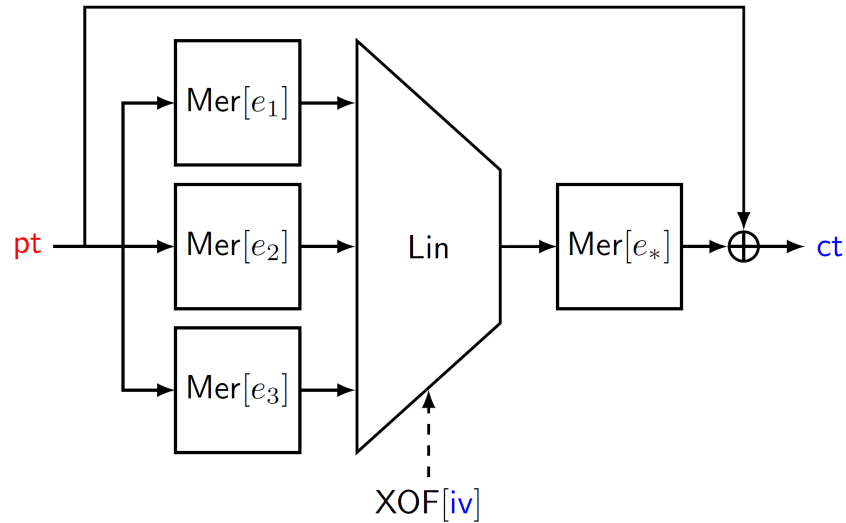 Mer[e₁]
pt
Mer[e₂]
Lin
Mer[e∗]
ct
Mer[e₃]
XOF[iv]